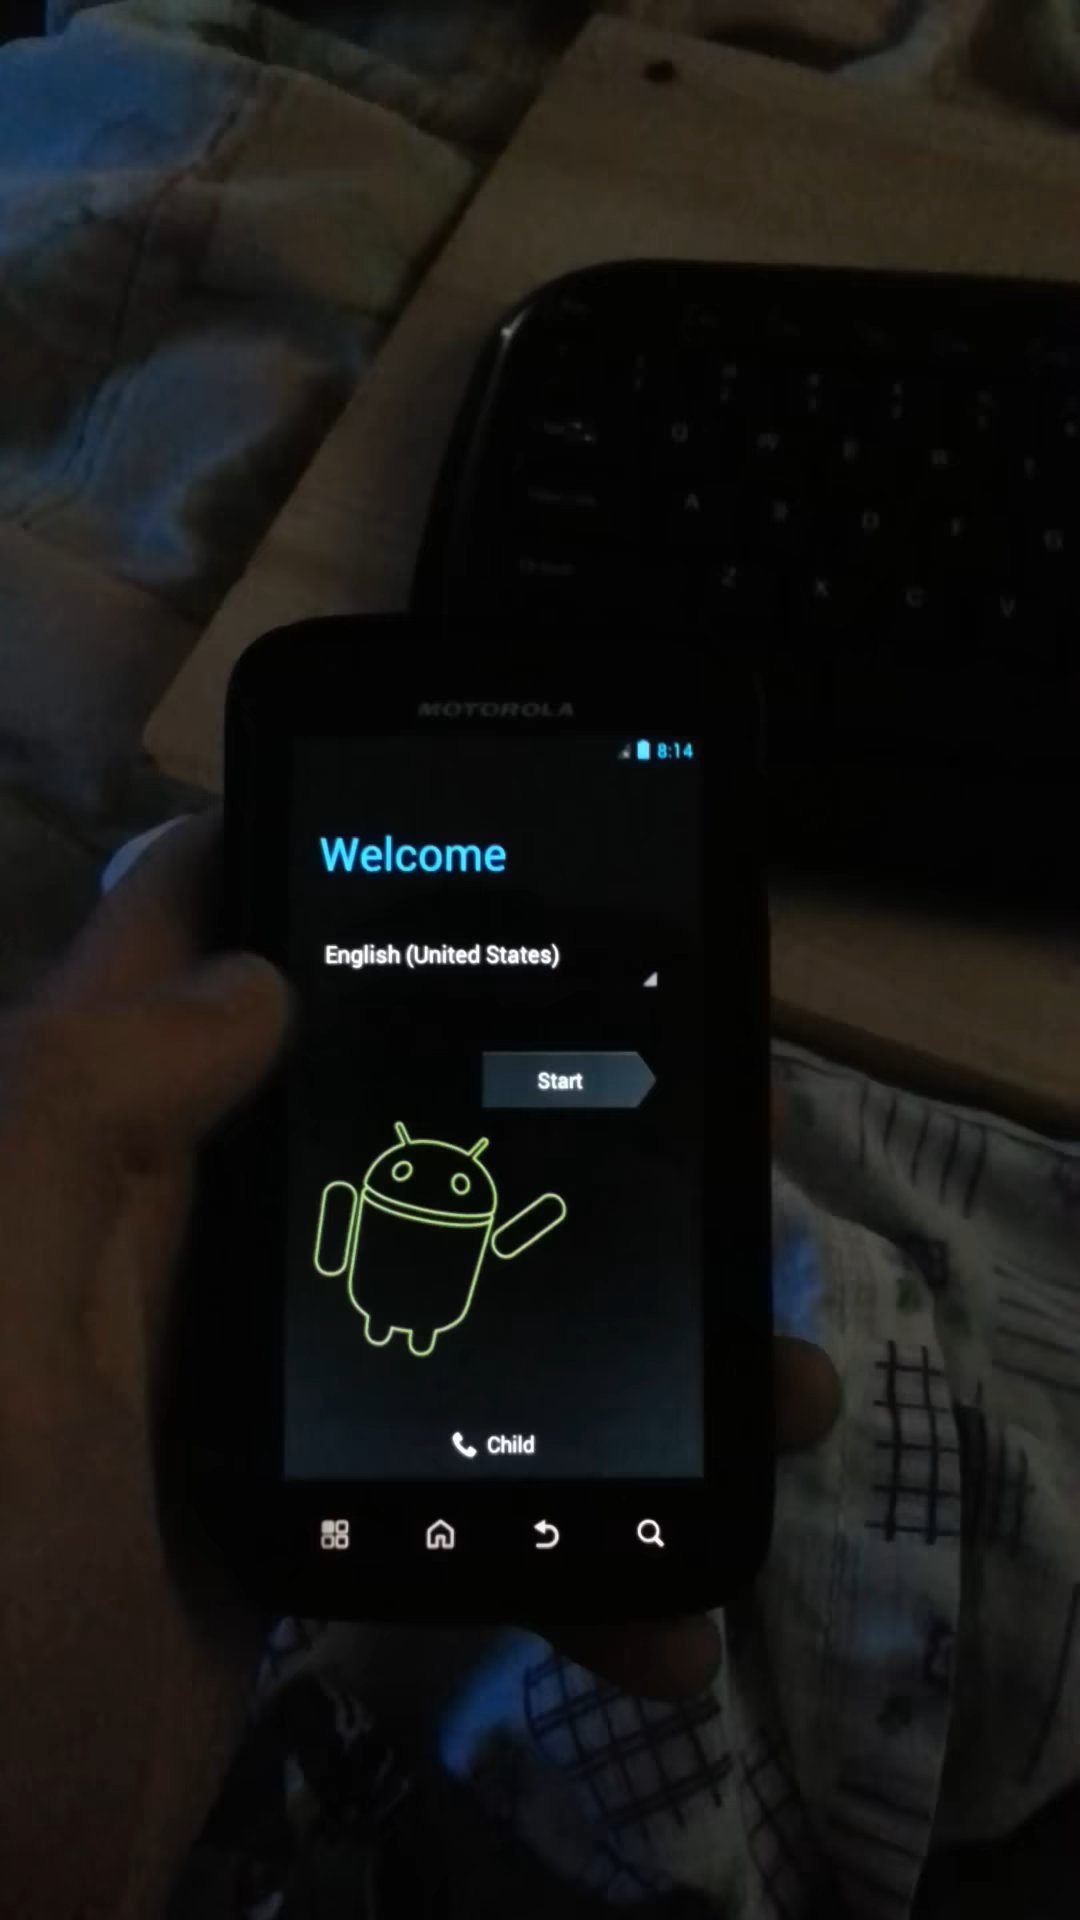 Q W E R T
A S D F G
Z X C V
MOTOROLA
8:14
Welcome
English (United States)
Start
Child